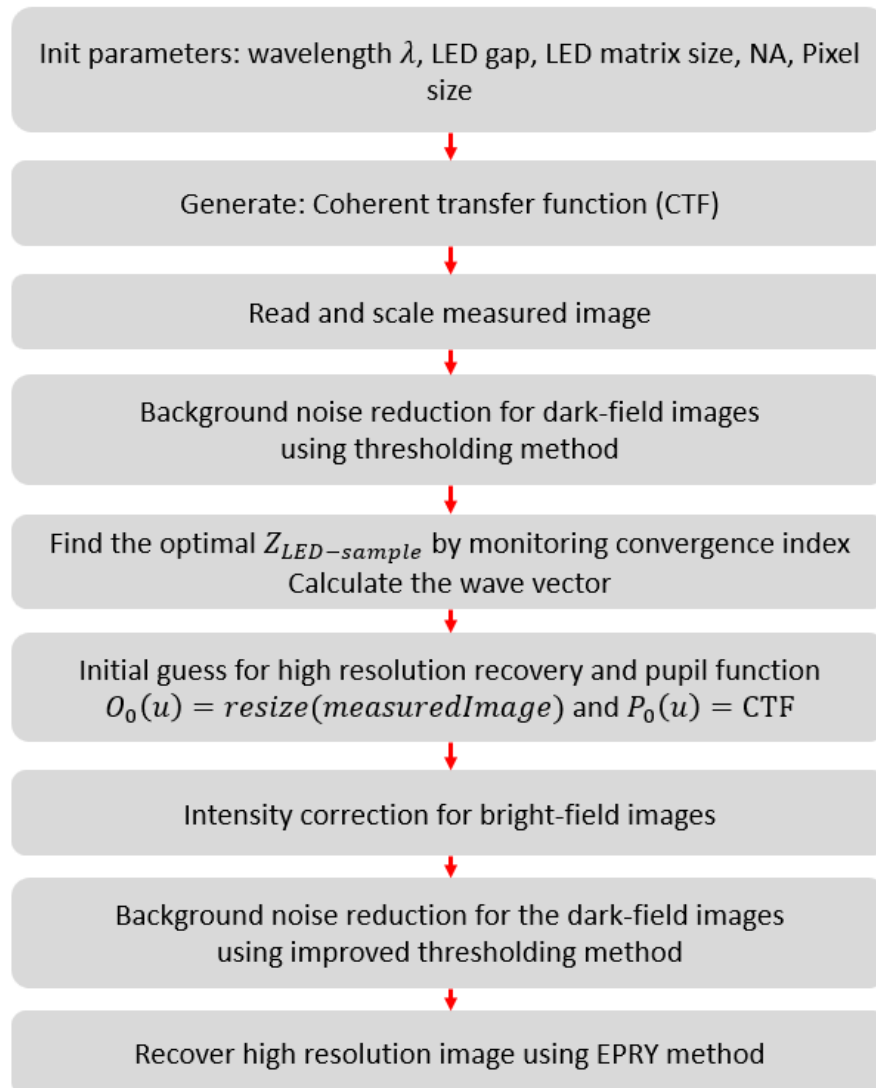 Init parameters: wavelength λ, LED gap, LED matrix size, NA, Pixel
size
Generate: Coherent transfer function (CTF)
Read and scale measured image
Background noise reduction for dark-field images
using thresholding method
Find the optimal Z_{LED−sample} by monitoring convergence index
Calculate the wave vector
Initial guess for high resolution recovery and pupil function
O₀(u) = resize(measuredImage) and P₀(u) = CTF
Intensity correction for bright-field images
Background noise reduction for the dark-field images
using improved thresholding method
Recover high resolution image using EPRY method